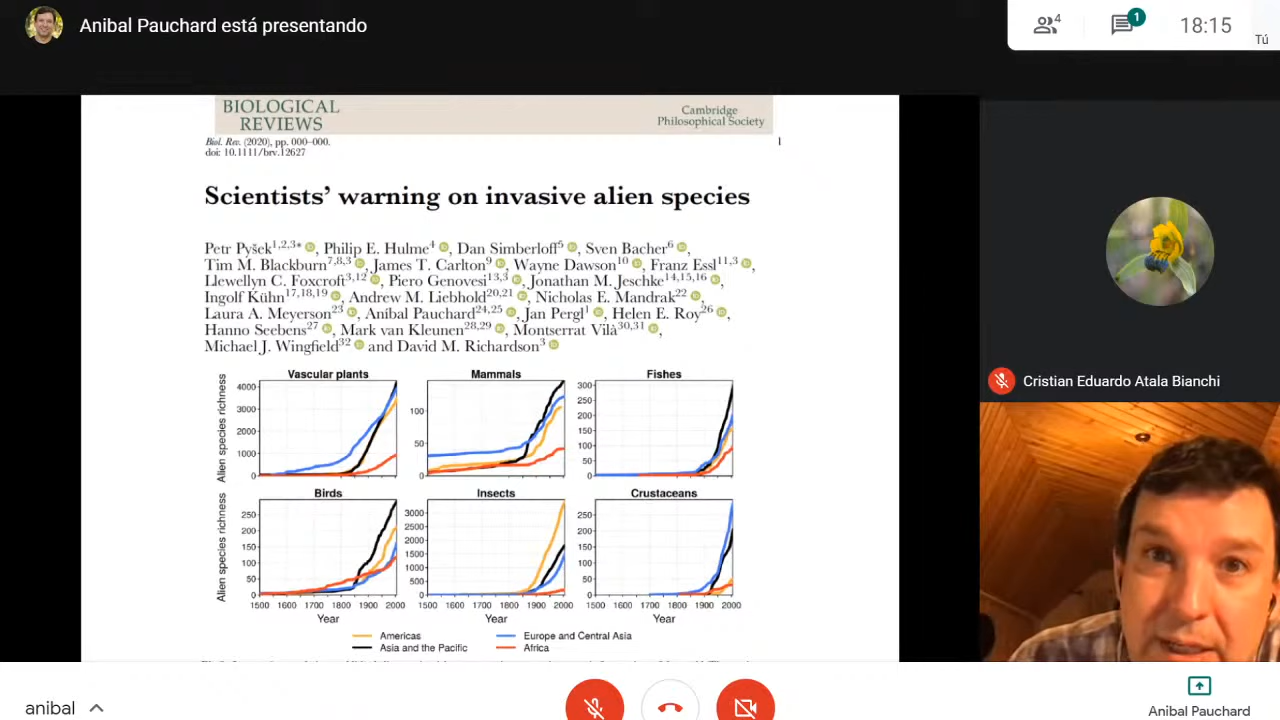 Anibal Pauchard está presentando
4
1
18:15
Tú
BIOLOGICAL
REVIEWS
Cambridge
Philosophical Society
Biol. Rev. (2020), pp. 000–000.
doi: 10.1111/brv.12627
1
Scientists’ warning on invasive alien species
Petr Pyšek1,2,3*, Philip E. Hulme4, Dan Simberloff5, Sven Bacher6,
Tim M. Blackburn7,8,3, James T. Carlton9, Wayne Dawson10, Franz Essl11,3,
Llewellyn C. Foxcroft3,12, Piero Genovesi13,3, Jonathan M. Jeschke14,15,16,
Ingolf Kühn17,18,19, Andrew M. Liebhold20,21, Nicholas E. Mandrak22,
Laura A. Meyerson23, Aníbal Pauchard24,25, Jan Pergl1, Helen E. Roy26,
Hanno Seebens27, Mark van Kleunen28,29, Montserrat Vilà30,31,
Michael J. Wingfield32 and David M. Richardson3
Vascular plants
Alien species richness
4000
3000
2000
1000
0
Mammals
100
50
0
Fishes
300
250
200
150
100
50
0
Birds
Alien species richness
250
200
150
100
50
0
1500 1600 1700 1800 1900 2000
Year
Insects
3000
2500
2000
1500
1000
500
0
1500 1600 1700 1800 1900 2000
Year
Crustaceans
250
200
150
100
50
0
1500 1600 1700 1800 1900 2000
Year
Americas
Asia and the Pacific
Europe and Central Asia
Africa
Cristian Eduardo Atala Bianchi
anibal
Anibal Pauchard